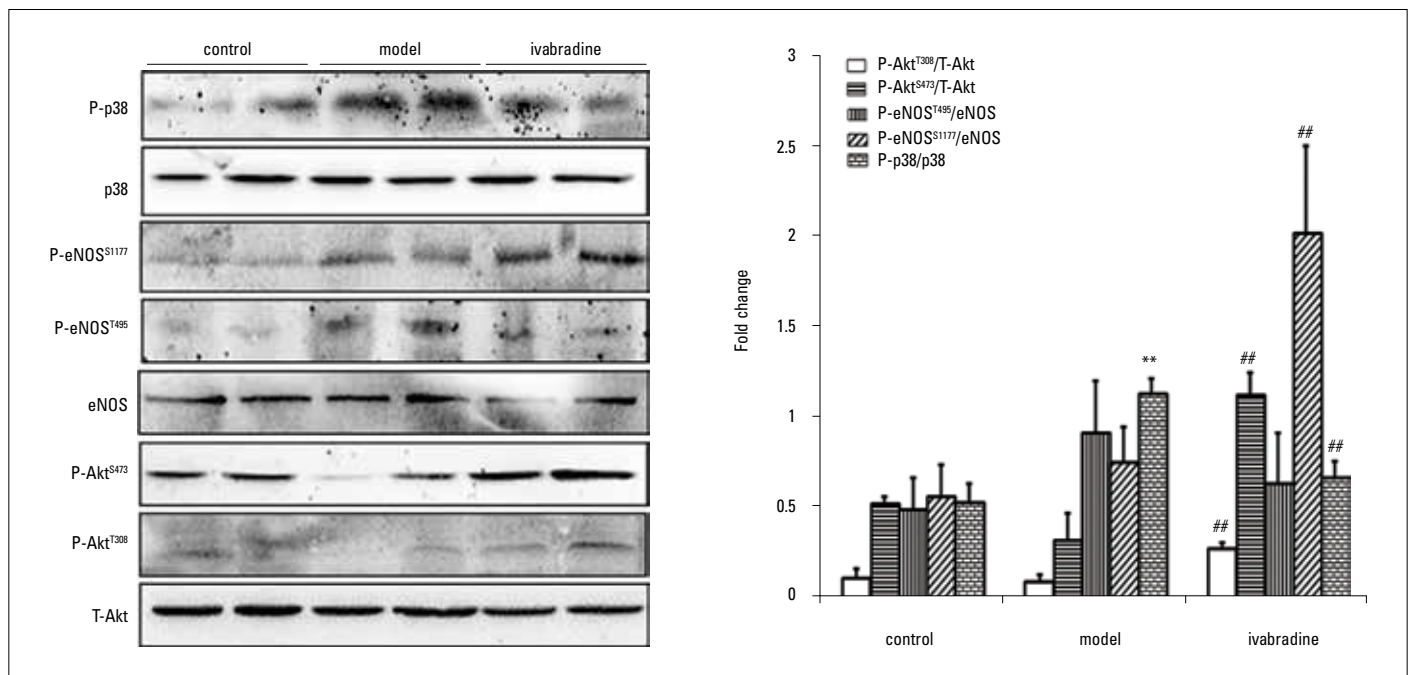 control model ivabradine
P-p38
p38
P-eNOS^S1177
P-eNOS^T495
eNOS
P-Akt^S473
P-Akt^T308
T-Akt
P-Akt^T308/T-Akt
P-Akt^S473/T-Akt
P-eNOS^T495/eNOS
P-eNOS^S1177/eNOS
P-p38/p38
Fold change
3
2.5
2
1.5
1
0.5
0
**
##
##
##
##
control model ivabradine